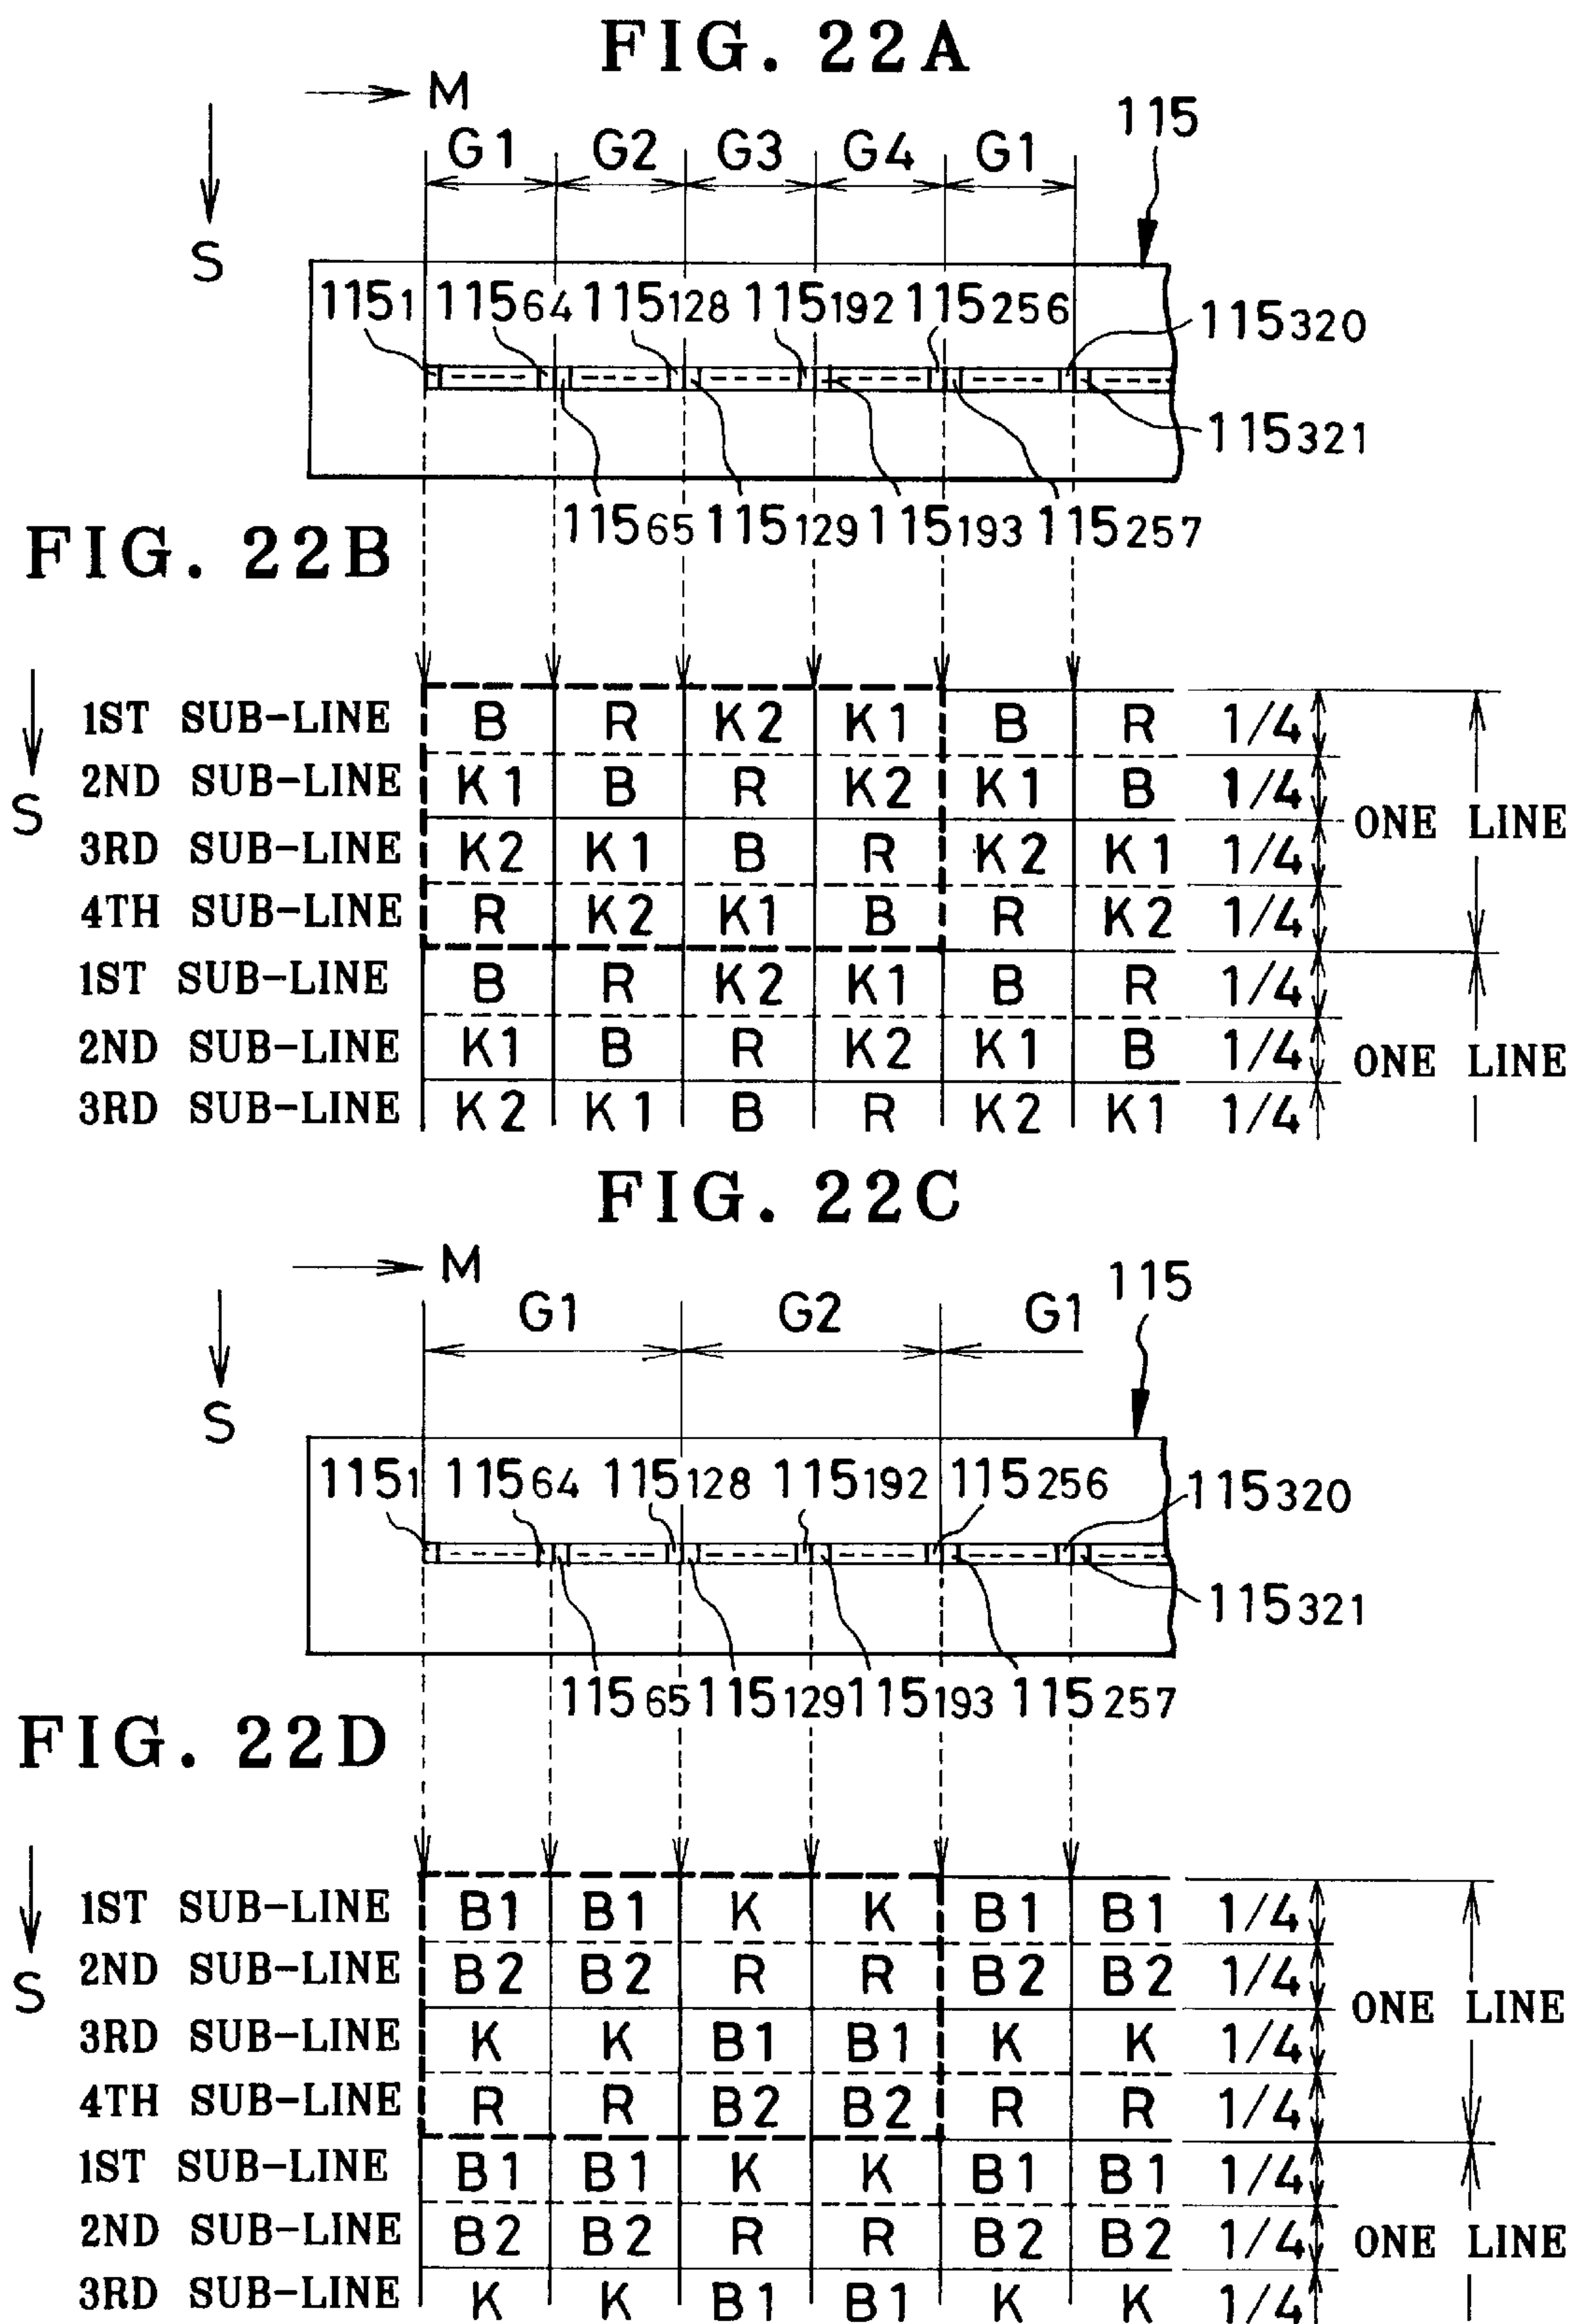 FIG. 22A
M
S
G1 G2 G3 G4 G1
115
115₁ 115₆₄ 115₁₂₈ 115₁₉₂ 115₂₅₆
115₃₂₀
115₃₂₁
115₆₅ 115₁₂₉ 115₁₉₃ 115₂₅₇
FIG. 22B
S
1ST SUB-LINE B R K2 K1 B R 1/4
2ND SUB-LINE K1 B R K2 K1 B 1/4
ONE LINE
3RD SUB-LINE K2 K1 B R K2 K1 1/4
4TH SUB-LINE R K2 K1 B R K2 1/4
1ST SUB-LINE B R K2 K1 B R 1/4
2ND SUB-LINE K1 B R K2 K1 B 1/4 ONE LINE
3RD SUB-LINE K2 K1 B R K2 K1 1/4
FIG. 22C
M
S
G1 G2 G1
115
115₁ 115₆₄ 115₁₂₈ 115₁₉₂ 115₂₅₆
115₃₂₀
115₃₂₁
115₆₅ 115₁₂₉ 115₁₉₃ 115₂₅₇
FIG. 22D
S
1ST SUB-LINE B1 B1 K K B1 B1 1/4
2ND SUB-LINE B2 B2 R R B2 B2 1/4
ONE LINE
3RD SUB-LINE K K B1 B1 K K 1/4
4TH SUB-LINE R R B2 B2 R R 1/4
1ST SUB-LINE B1 B1 K K B1 B1 1/4
2ND SUB-LINE B2 B2 R R B2 B2 1/4 ONE LINE
3RD SUB-LINE K K B1 B1 K K 1/4